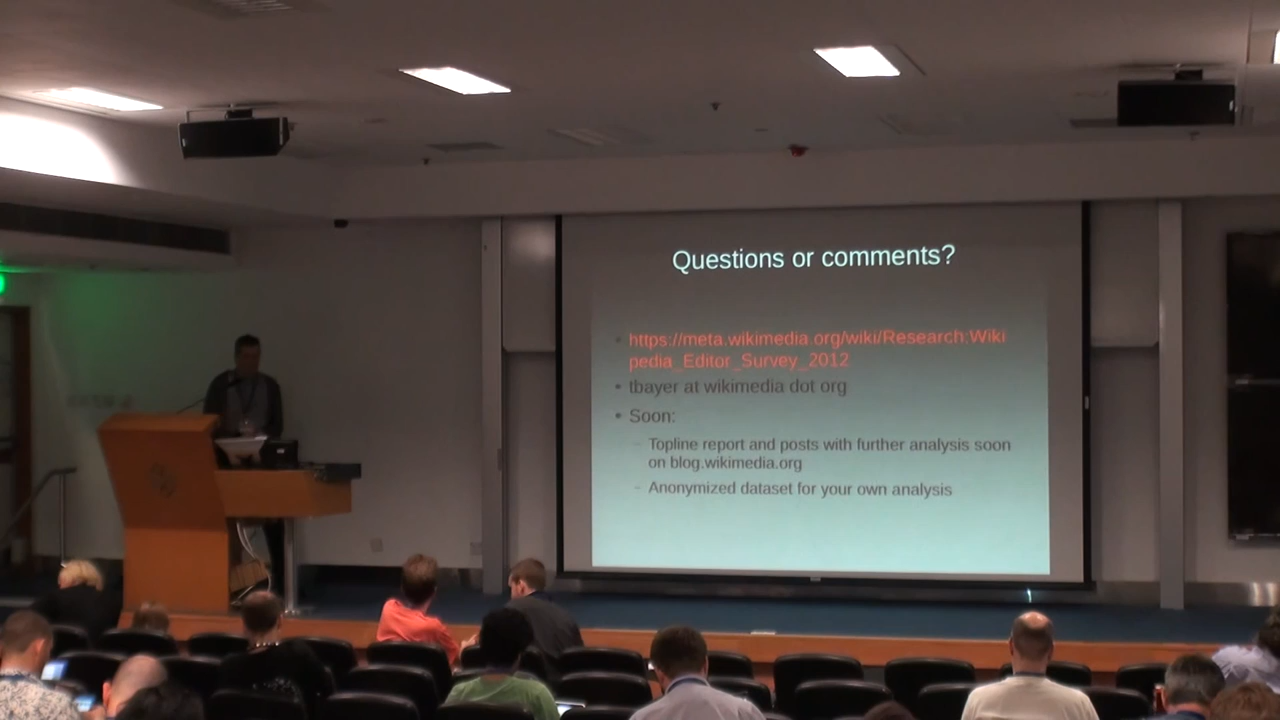 Questions or comments?
https://meta.wikimedia.org/wiki/Research:Wiki
pedia_Editor_Survey_2012
tbayer at wikimedia dot org
Soon:
Topline report and posts with further analysis soon
on blog.wikimedia.org
Anonymized dataset for your own analysis